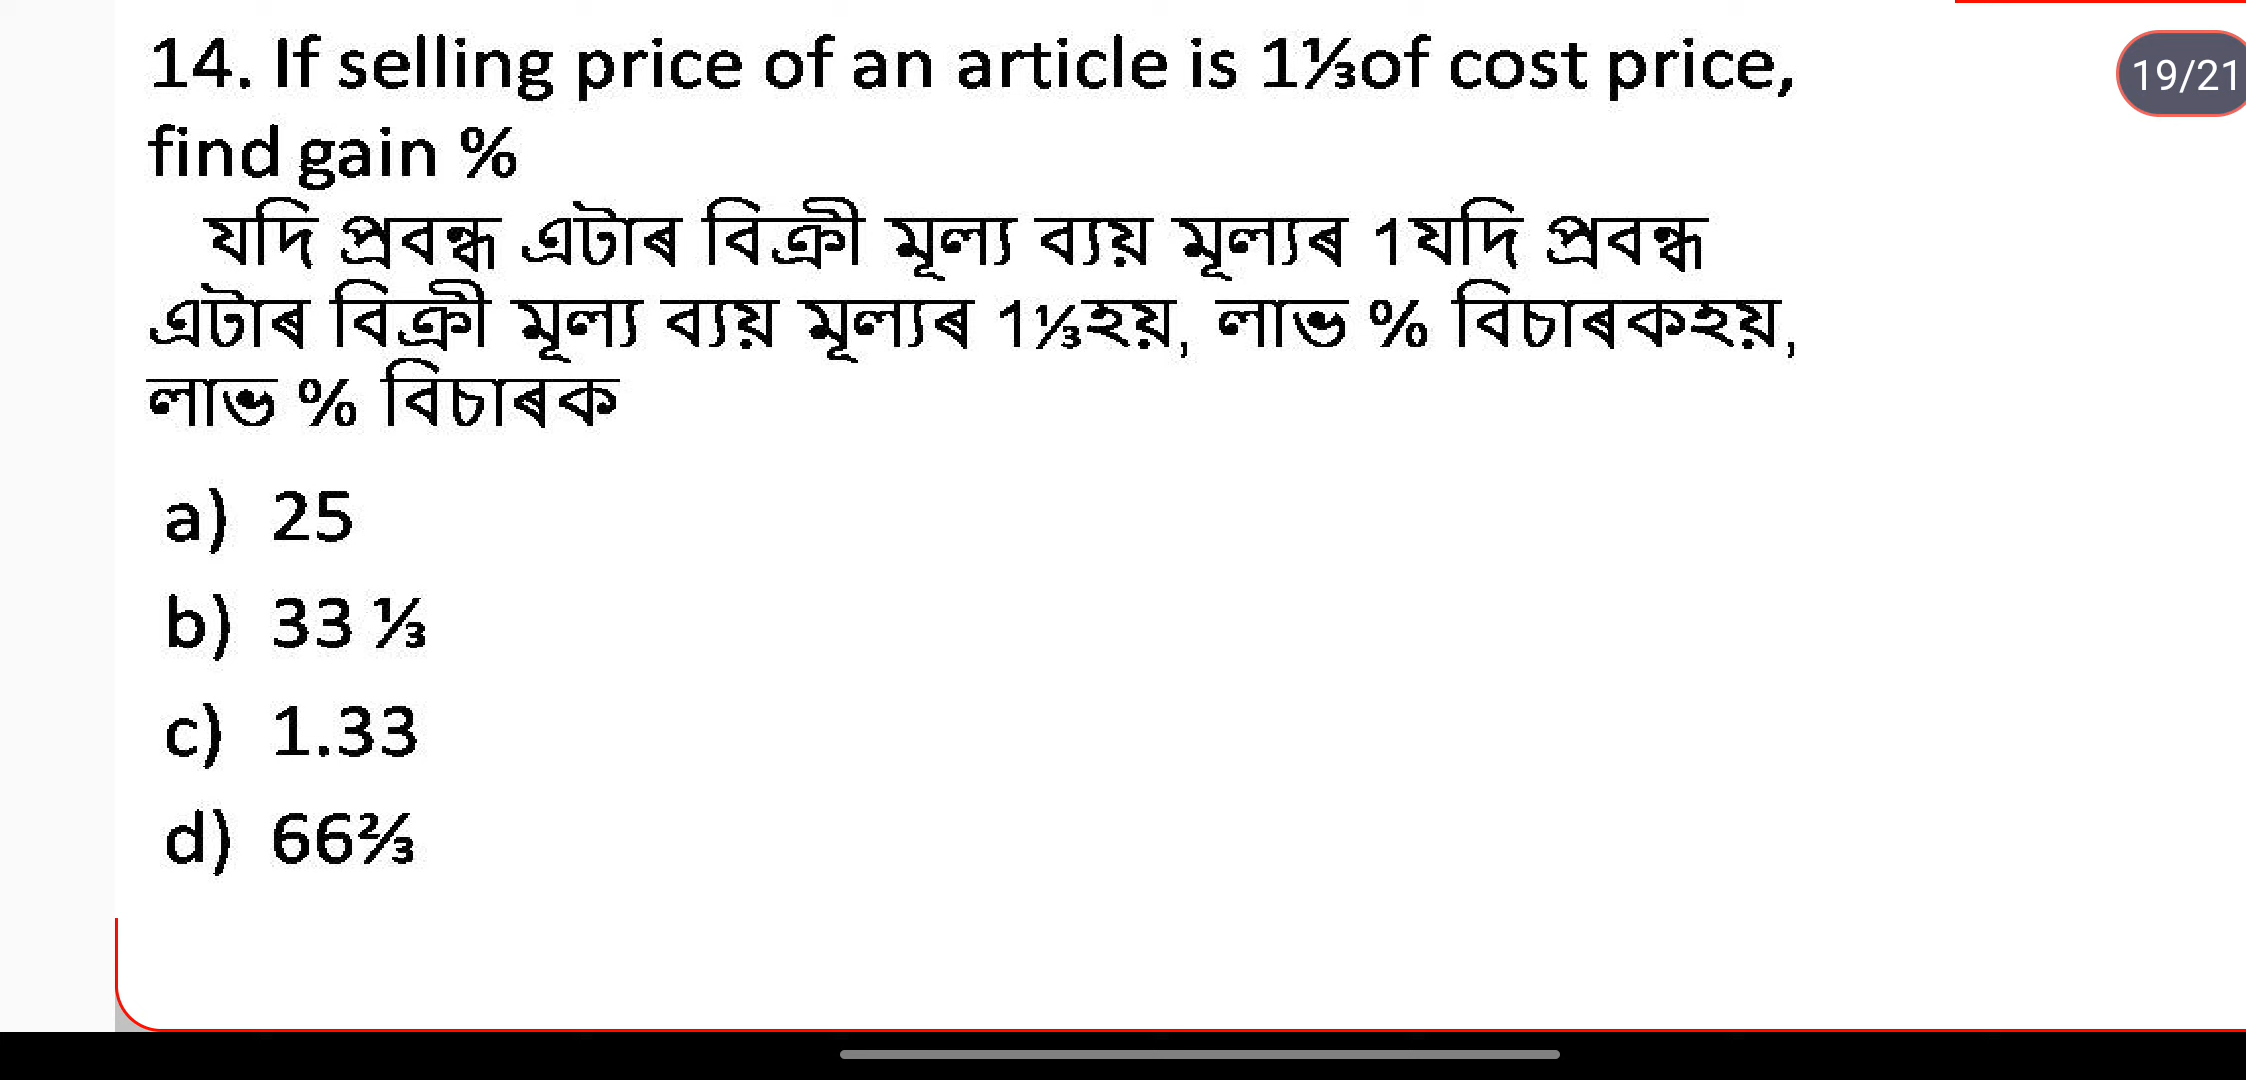 14. If selling price of an article is 1⅓of cost price,
19/21
find gain %
যদি প্ৰবন্ধ এটাৰ বিক্ৰী মূল্য ব্যয় মূল্যৰ 1যদি প্ৰবন্ধ
এটাৰ বিক্ৰী মূল্য ব্যয় মূল্যৰ 1⅓হয়, লাভ % বিচাৰকহয়,
লাভ % বিচাৰক
a) 25
b) 33 ⅓
c) 1.33
d) 66⅔